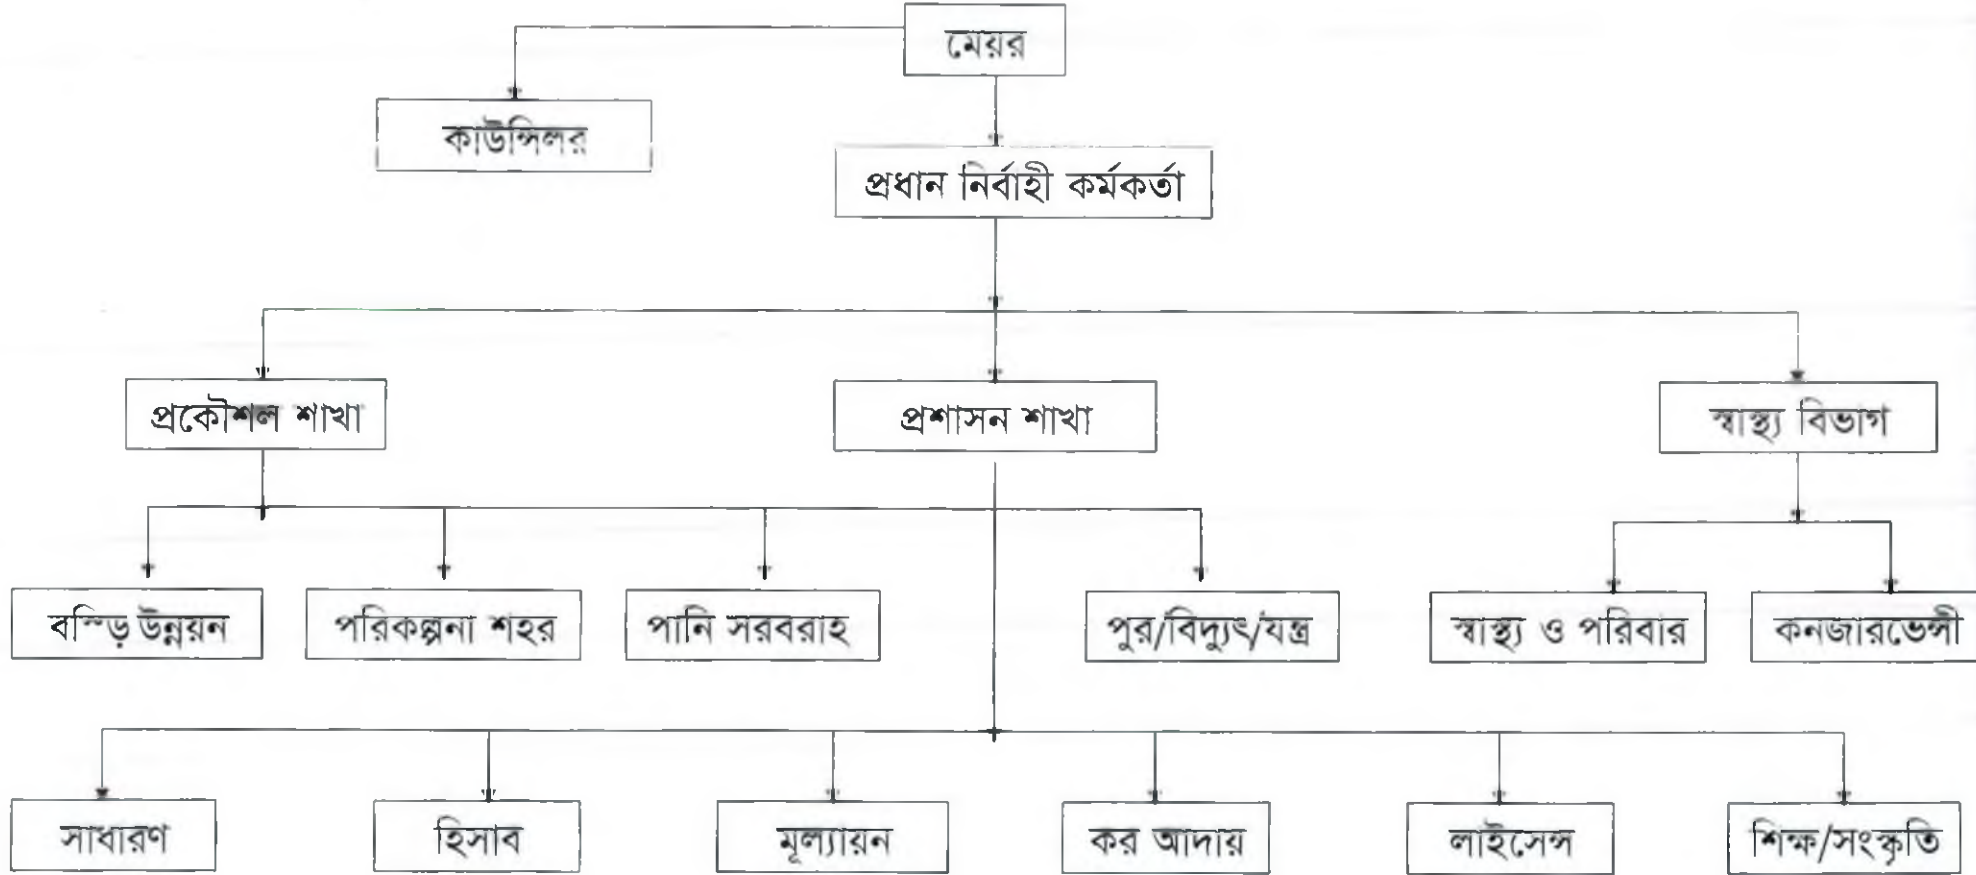 মেয়র
কাউন্সিলর
প্রধান নির্বাহী কর্মকর্তা
প্রকৌশল শাখা
প্রশাসন শাখা
স্বাস্থ্য বিভাগ
বস্ড়ি উন্নয়ন
পরিকল্পনা শহর
পানি সরবরাহ
পুর/বিদ্যুৎ/যন্ত্র
স্বাস্থ্য ও পরিবার
কনজারভেন্সী
সাধারণ
হিসাব
মূল্যায়ন
কর আদায়
লাইসেন্স
শিক্ষ/সংস্কৃতি